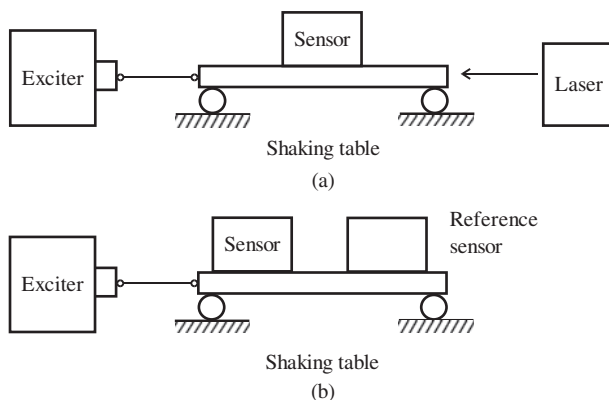 Sensor
Exciter
Laser
Shaking table
(a)
Reference
sensor
Sensor
Exciter
Shaking table
(b)